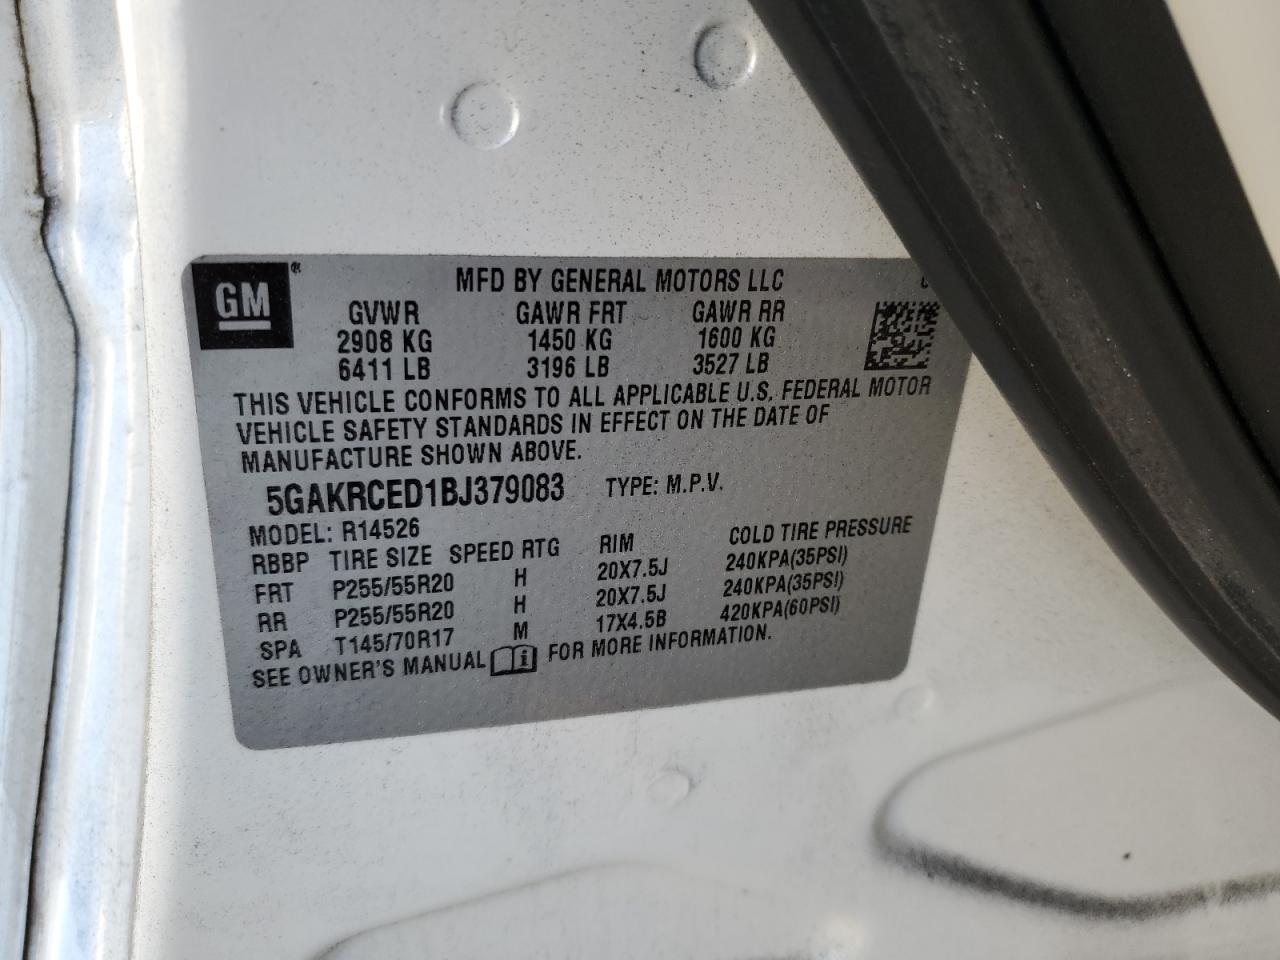 GM®
MFD BY GENERAL MOTORS LLC
GVWR GAWR FRT GAWR RR
2908 KG 1450 KG 1600 KG
6411 LB 3196 LB 3527 LB
THIS VEHICLE CONFORMS TO ALL APPLICABLE U.S. FEDERAL MOTOR
VEHICLE SAFETY STANDARDS IN EFFECT ON THE DATE OF
MANUFACTURE SHOWN ABOVE.
5GAKRCED1BJ379083 TYPE: M.P.V.
MODEL: R14526
RBBP TIRE SIZE SPEED RTG RIM COLD TIRE PRESSURE
FRT P255/55R20 H 20X7.5J 240KPA(35PSI)
RR P255/55R20 H 20X7.5J 240KPA(35PSI)
SPA T145/70R17 M 17X4.5B 420KPA(60PSI)
SEE OWNER'S MANUAL i FOR MORE INFORMATION.